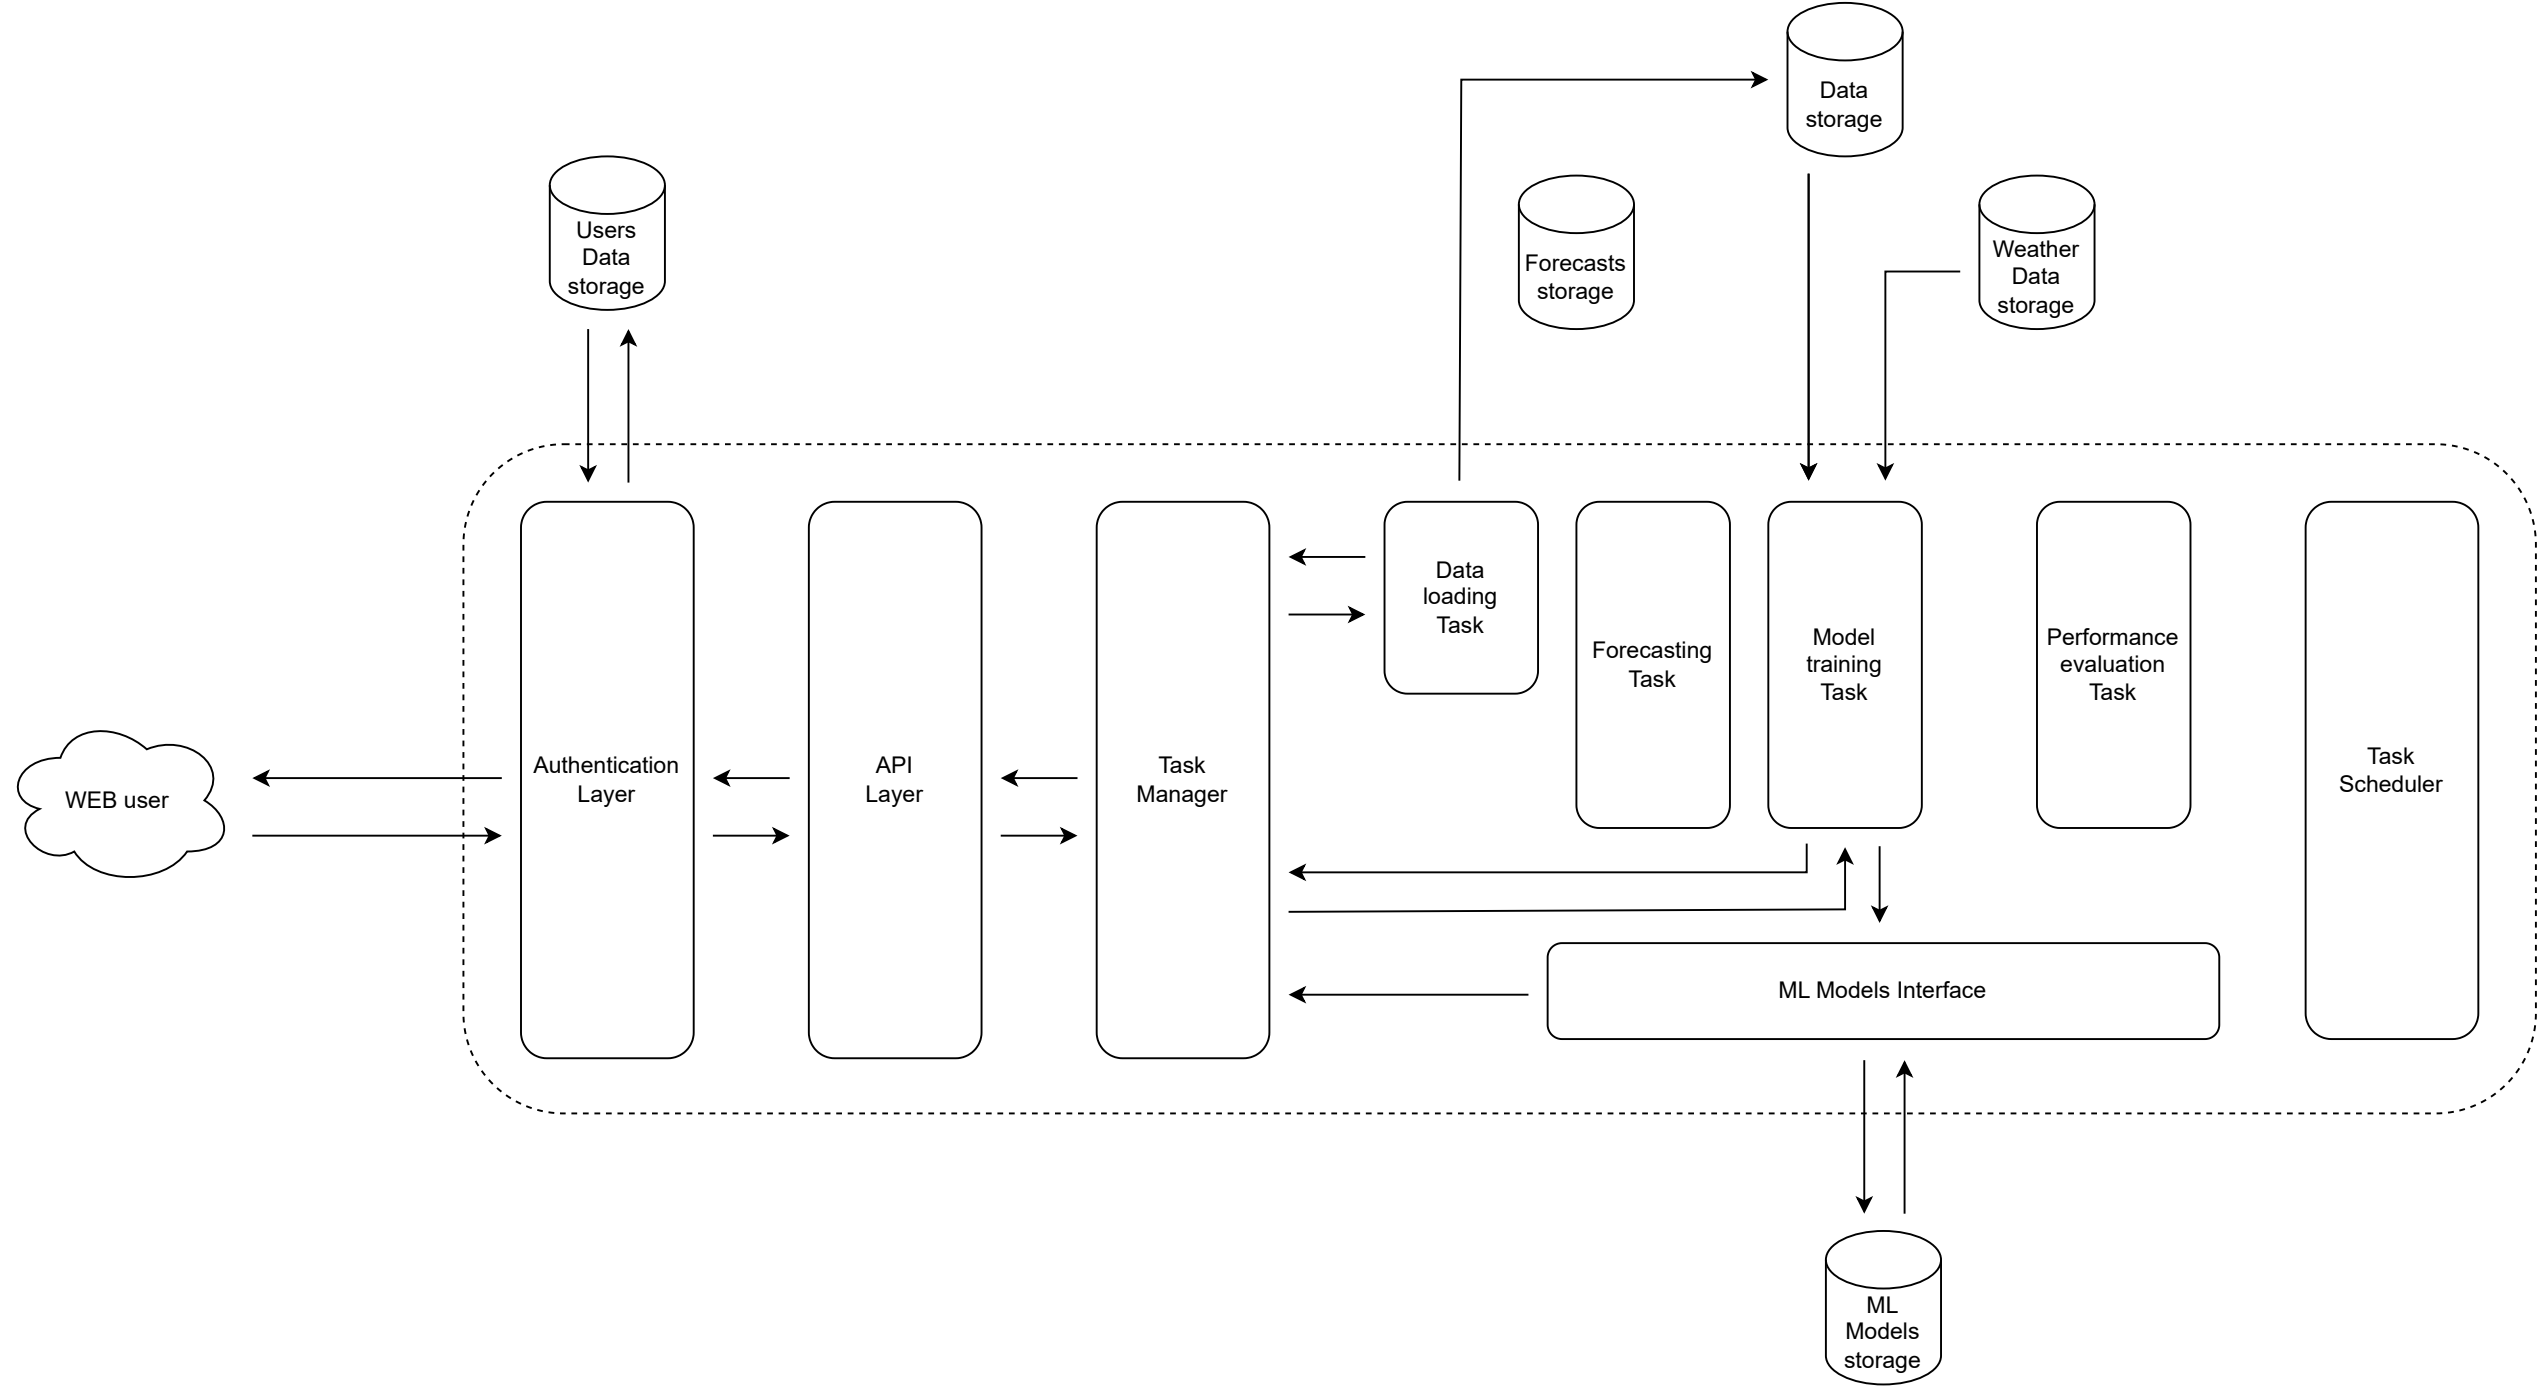 Data
storage
Users
Data
storage
Forecasts
storage
Weather
Data
storage
Data
loading
Task
Forecasting
Task
Model
training
Task
Performance
evaluation
Task
Authentication
Layer
API
Layer
Task
Manager
Task
Scheduler
WEB user
ML Models Interface
ML
Models
storage